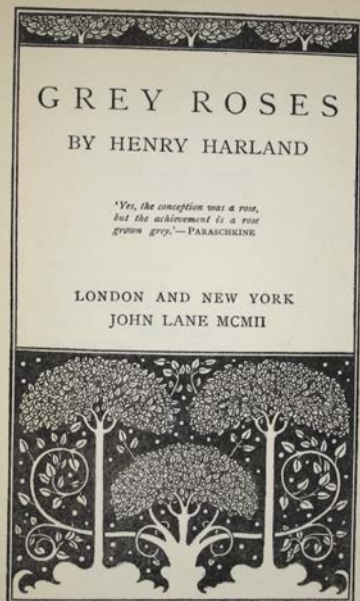 GREY ROSES
BY HENRY HARLAND
'Yes, the conception was a rose,
but the achievement is a rose
grown grey.'—PARASCHKINE
LONDON AND NEW YORK
JOHN LANE MCMII